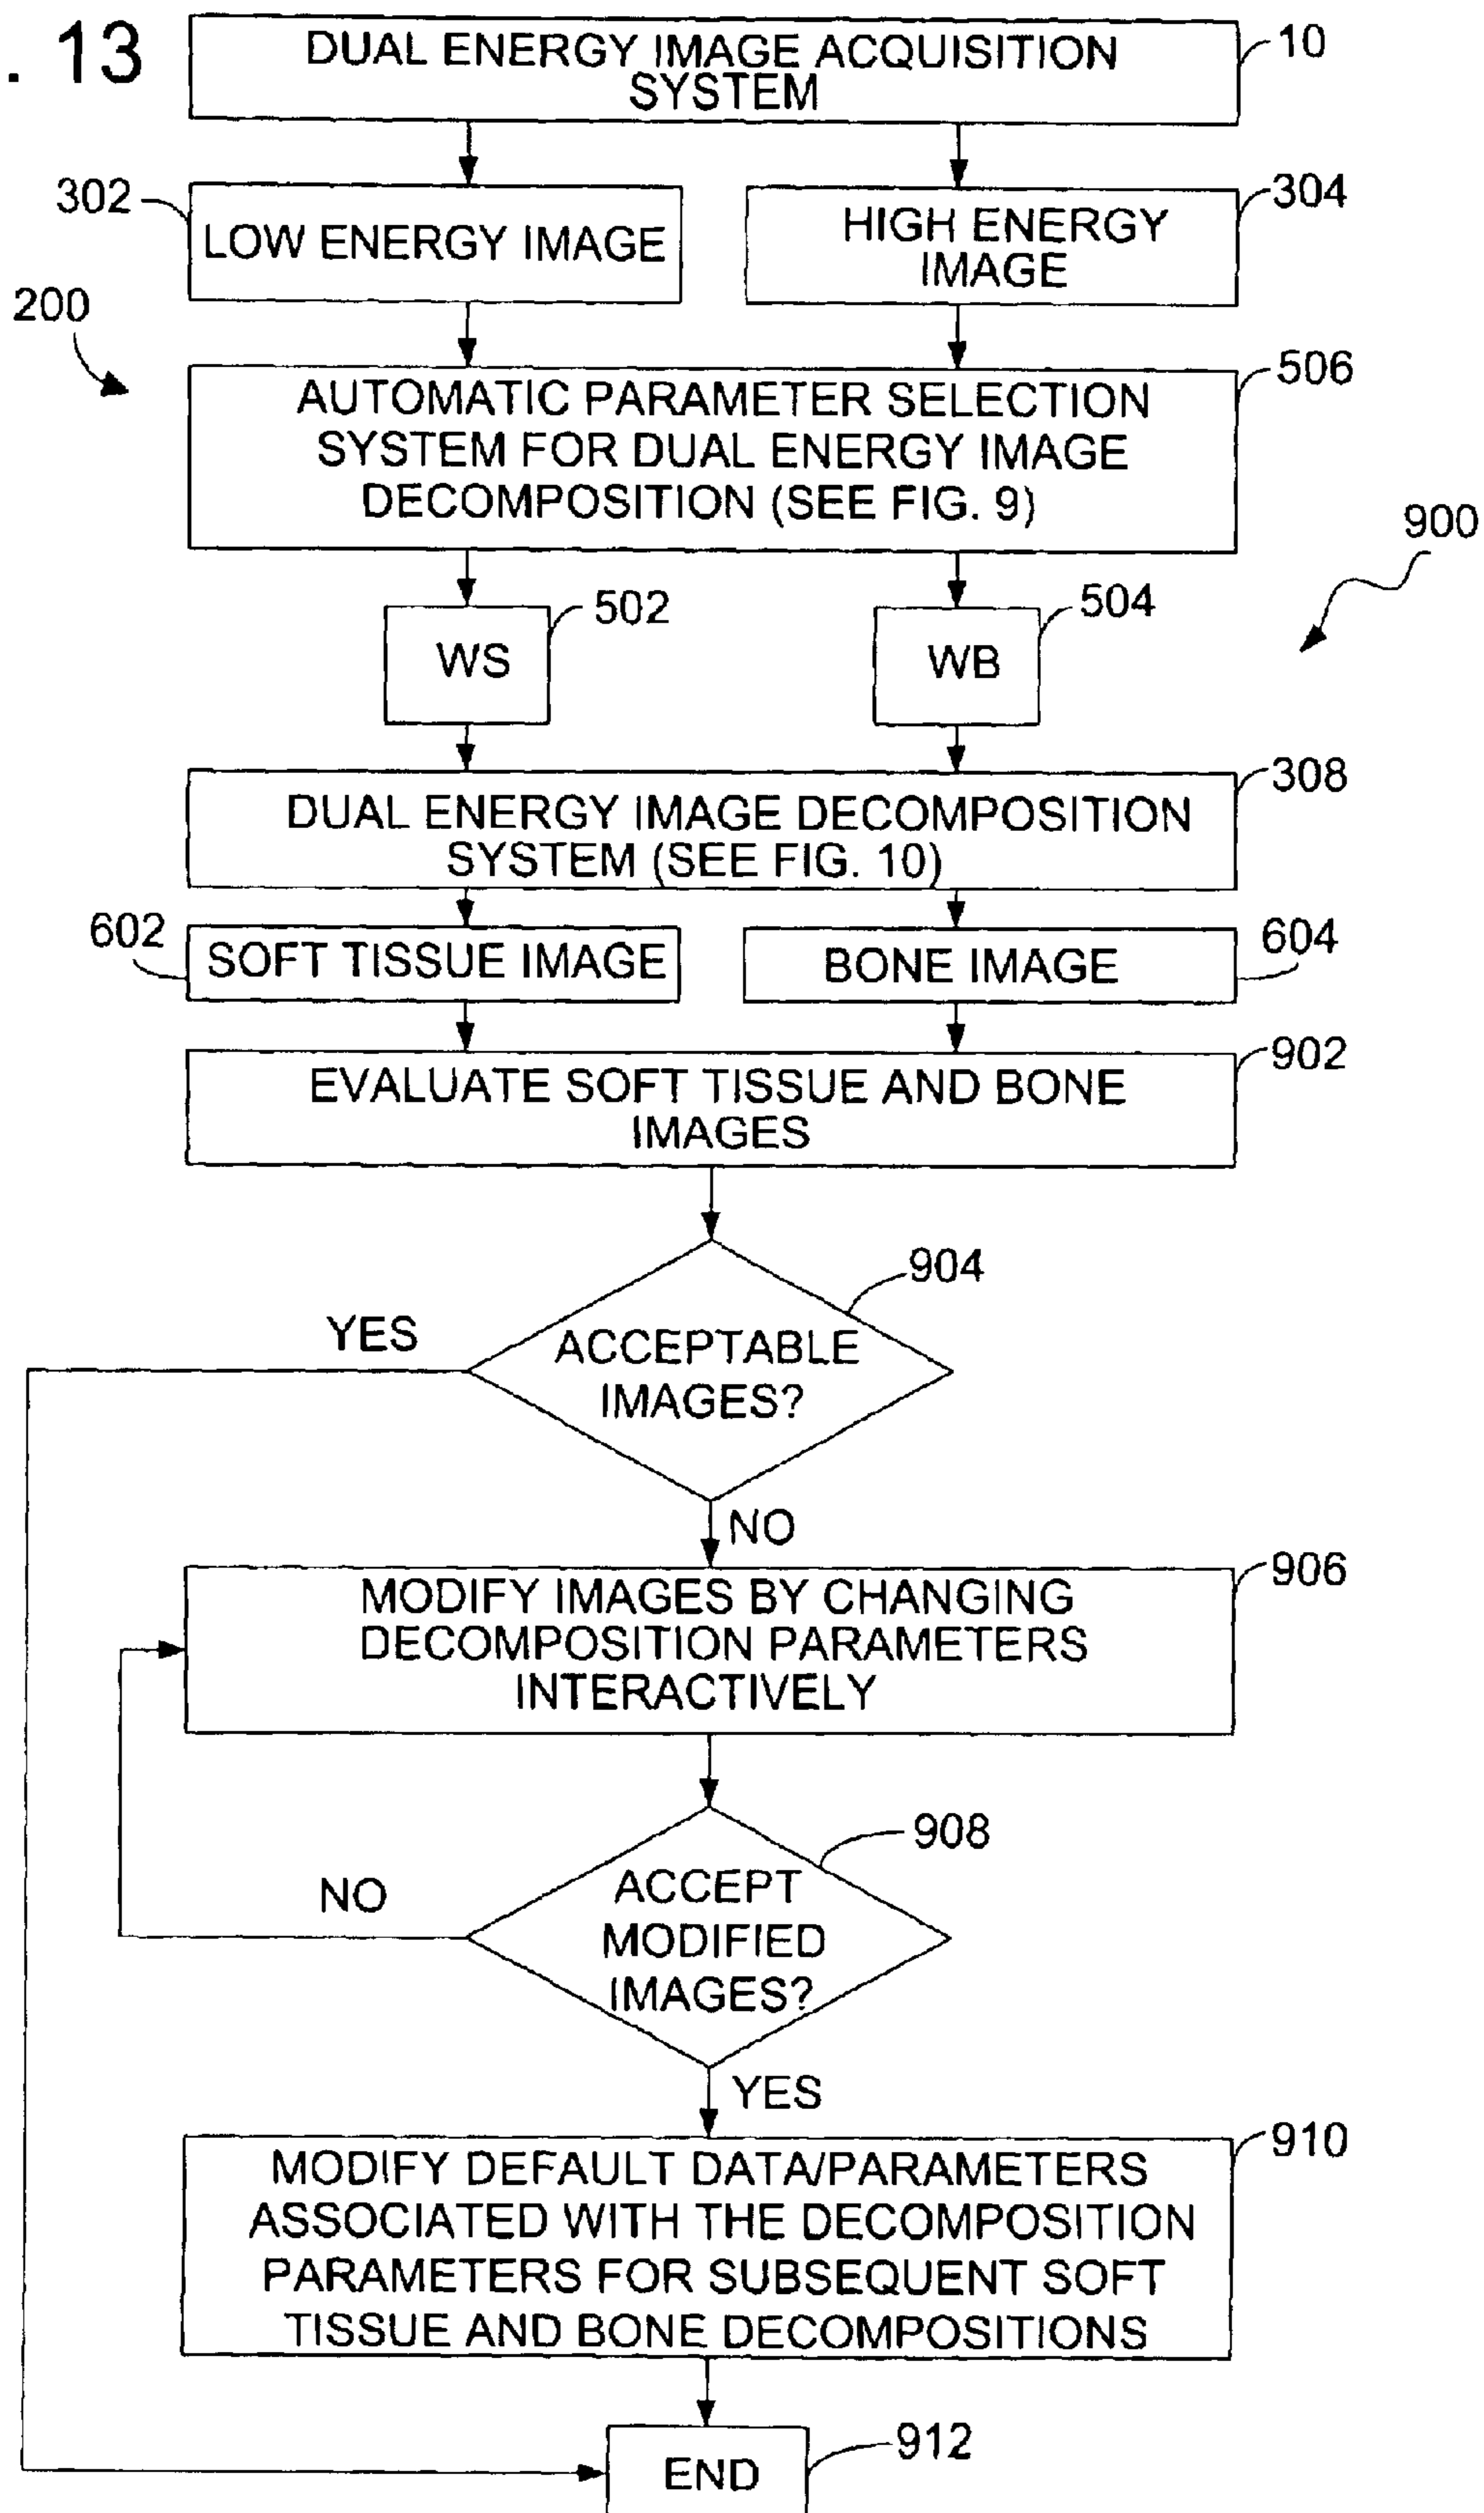 . 13
DUAL ENERGY IMAGE ACQUISITION
SYSTEM
10
302
LOW ENERGY IMAGE
HIGH ENERGY
IMAGE
304
200
AUTOMATIC PARAMETER SELECTION
SYSTEM FOR DUAL ENERGY IMAGE
DECOMPOSITION (SEE FIG. 9)
506
900
WS
502
WB
504
DUAL ENERGY IMAGE DECOMPOSITION
SYSTEM (SEE FIG. 10)
308
602
SOFT TISSUE IMAGE
BONE IMAGE
604
EVALUATE SOFT TISSUE AND BONE
IMAGES
902
904
YES
ACCEPTABLE
IMAGES?
NO
MODIFY IMAGES BY CHANGING
DECOMPOSITION PARAMETERS
INTERACTIVELY
906
908
NO
ACCEPT
MODIFIED
IMAGES?
YES
MODIFY DEFAULT DATA/PARAMETERS
ASSOCIATED WITH THE DECOMPOSITION
PARAMETERS FOR SUBSEQUENT SOFT
TISSUE AND BONE DECOMPOSITIONS
910
END
912